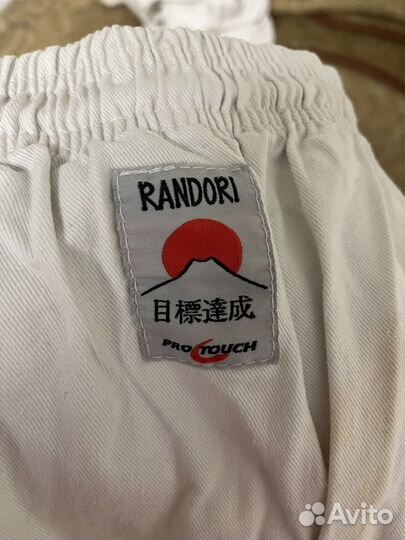 RANDORI
目標達成
PRO TOUCH
Avito